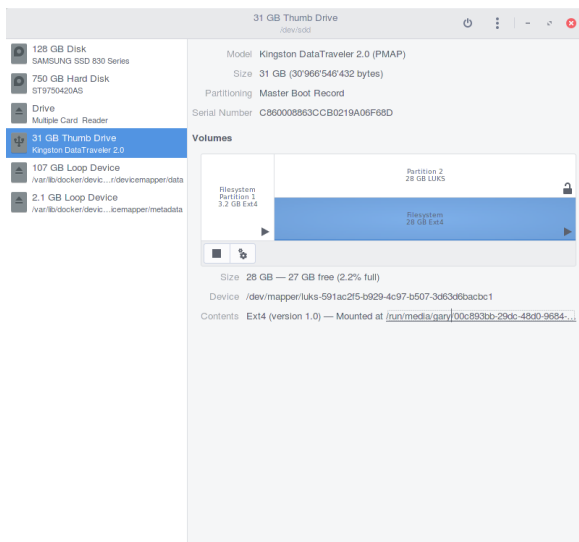 31 GB Thumb Drive
/dev/sdd
128 GB Disk
SAMSUNG SSD 830 Series
750 GB Hard Disk
ST9750420AS
Drive
Multiple Card Reader
31 GB Thumb Drive
Kingston DataTraveler 2.0
107 GB Loop Device
/var/lib/docker/devic...r/devicemapper/data
2.1 GB Loop Device
/var/lib/docker/devic...icemapper/metadata
Model Kingston DataTraveler 2.0 (PMAP)
Size 31 GB (30'966'546'432 bytes)
Partitioning Master Boot Record
Serial Number C860008863CCB0219A06F68D
Volumes
Filesystem
Partition 1
3.2 GB Ext4
Partition 2
28 GB LUKS
Filesystem
28 GB Ext4
Size 28 GB — 27 GB free (2.2% full)
Device /dev/mapper/luks-591ac2f5-b929-4c97-b507-3d63d6bacbc1
Contents Ext4 (version 1.0) — Mounted at /run/media/gary/00c893bb-29dc-48d0-9684-...